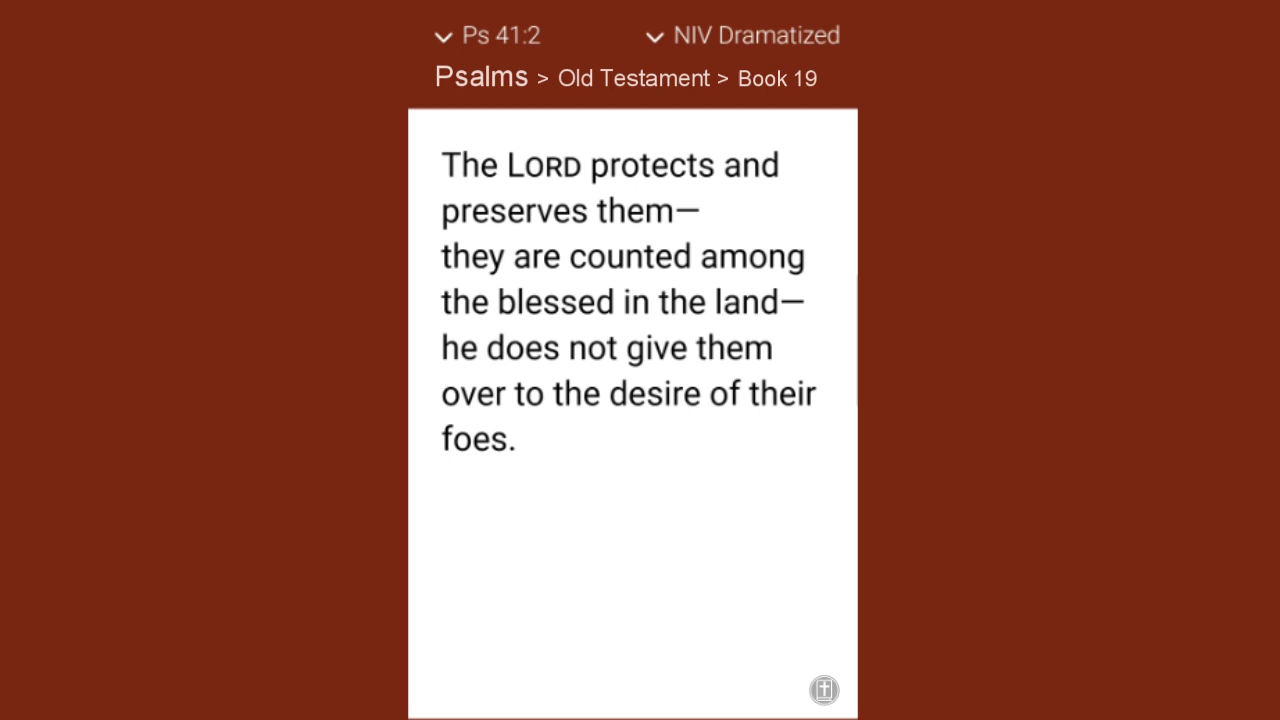 Ps 41:2 NIV Dramatized
Psalms > Old Testament > Book 19
The LORD protects and
preserves them—
they are counted among
the blessed in the land—
he does not give them
over to the desire of their
foes.